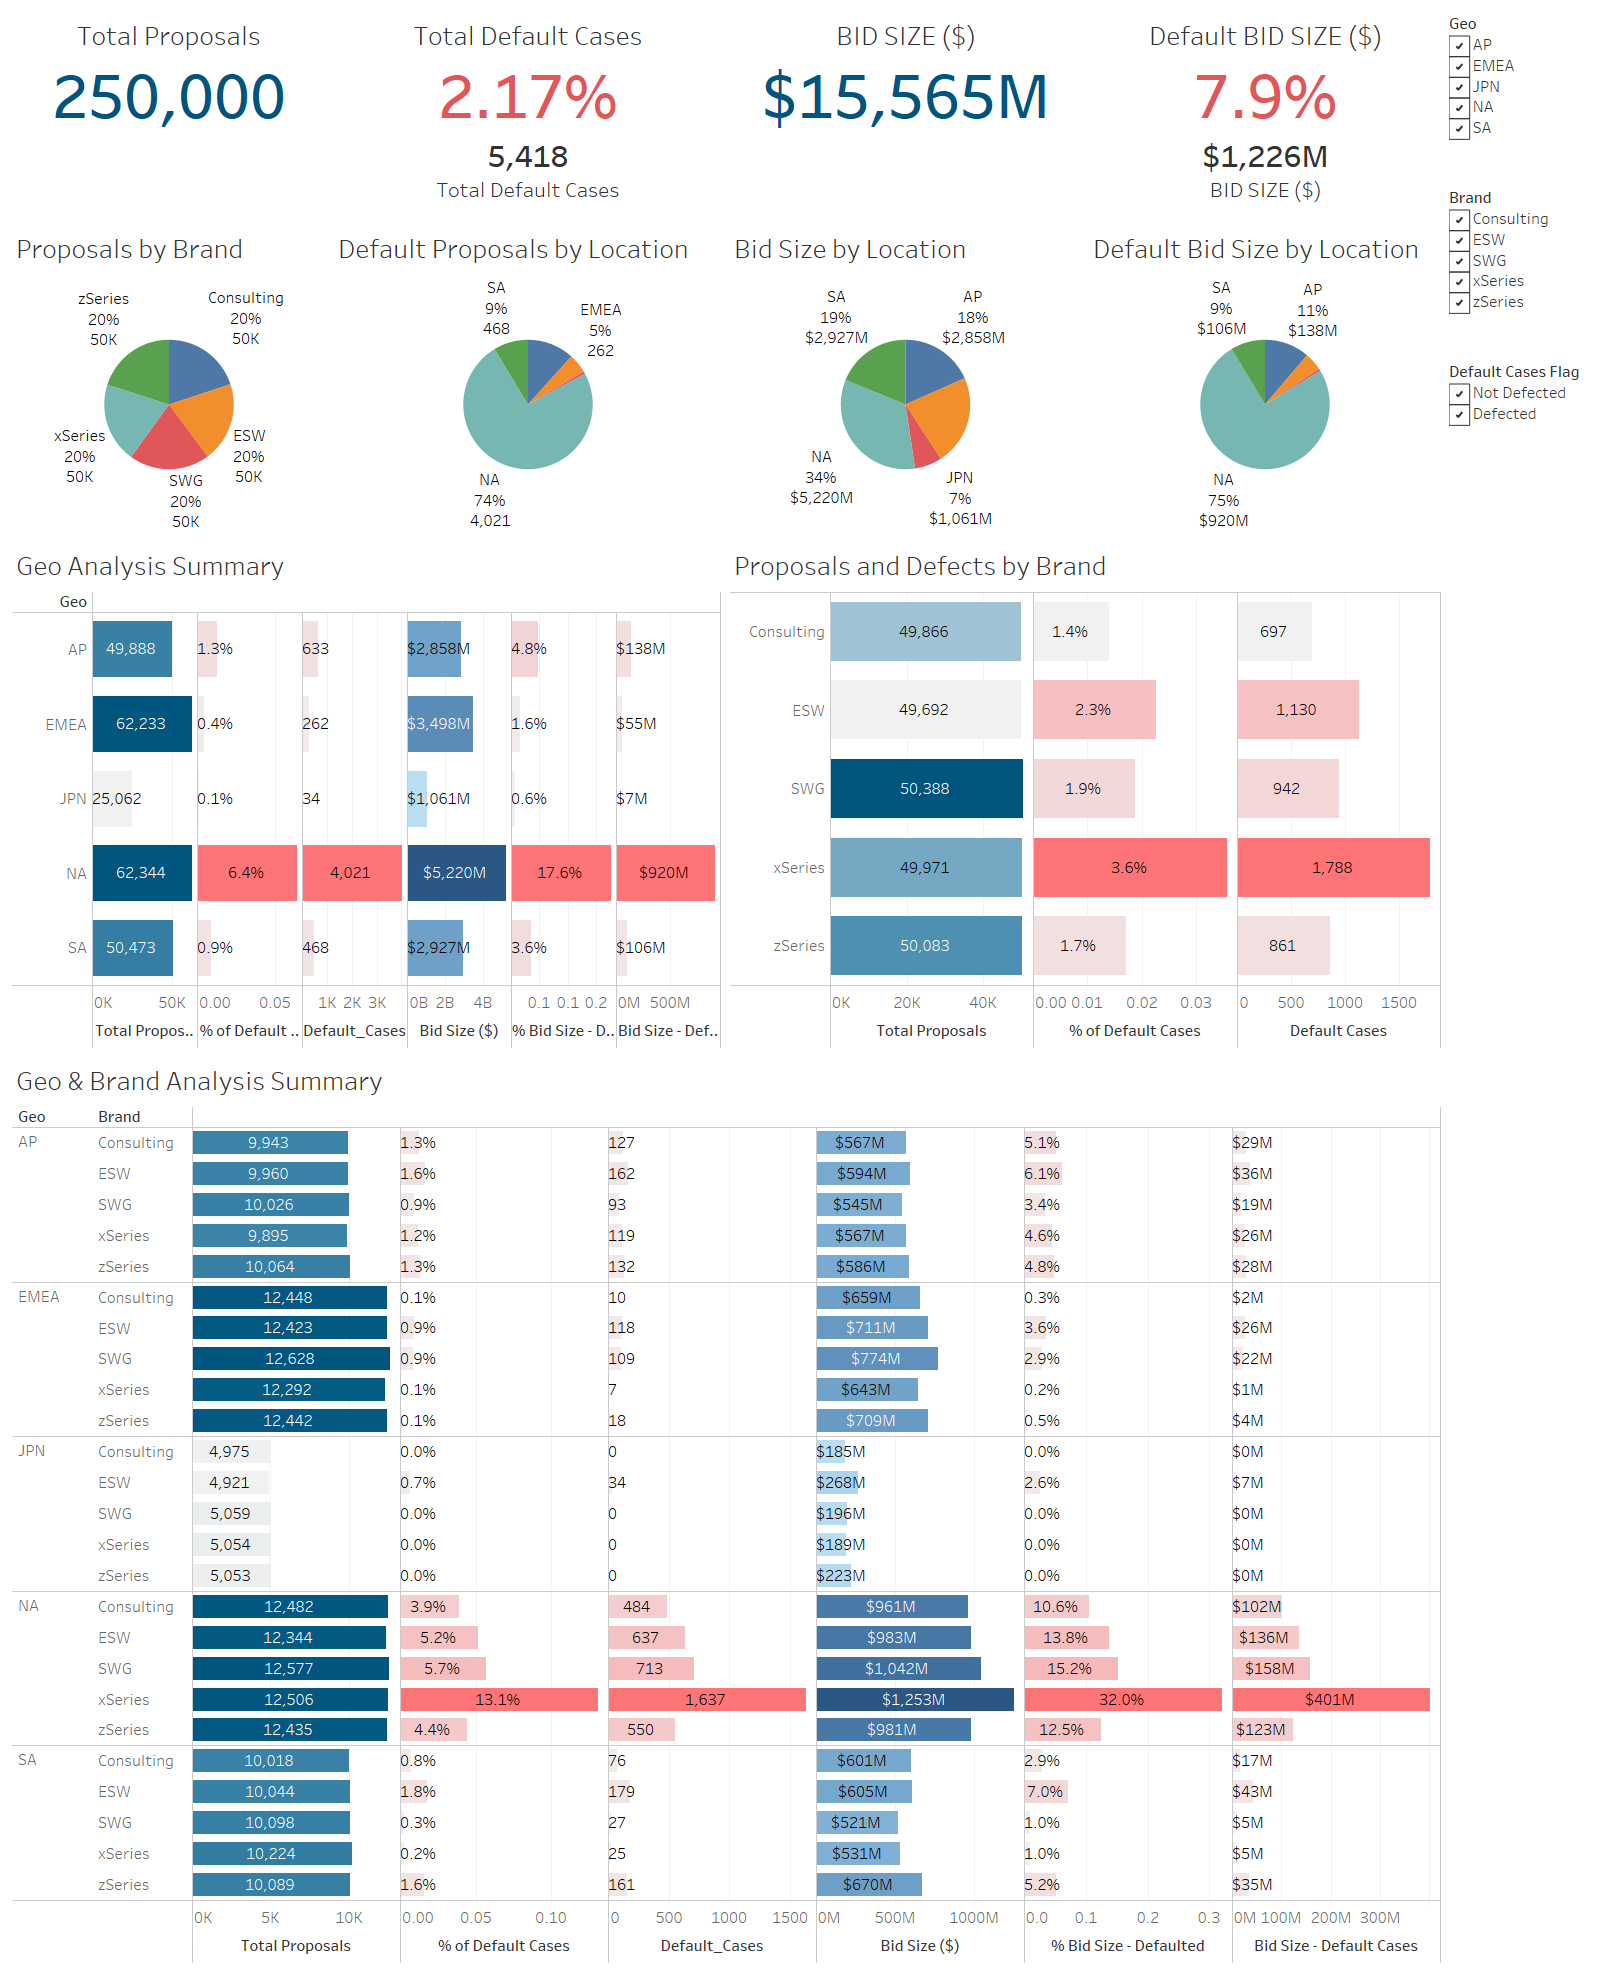 Total Proposals
250,000
Total Default Cases
2.17%
5,418
Total Default Cases
BID SIZE ($)
$15,565M
Default BID SIZE ($)
7.9%
$1,226M
BID SIZE ($)
Geo
AP
EMEA
JPN
NA
SA
Brand
Consulting
ESW
SWG
xSeries
zSeries
Default Cases Flag
Not Defected
Defected
Proposals by Brand
zSeries
20%
50K
Consulting
20%
50K
xSeries
20%
50K
ESW
20%
50K
SWG
20%
50K
Default Proposals by Location
SA
9%
468
EMEA
5%
262
NA
74%
4,021
Bid Size by Location
SA
19%
$2,927M
AP
18%
$2,858M
NA
34%
$5,220M
JPN
7%
$1,061M
Default Bid Size by Location
SA
9%
$106M
AP
11%
$138M
NA
75%
$920M
Geo Analysis Summary
Geo
AP 49,888 1.3% 633 $2,858M 4.8% $138M
EMEA 62,233 0.4% 262 $3,498M 1.6% $55M
JPN 25,062 0.1% 34 $1,061M 0.6% $7M
NA 62,344 6.4% 4,021 $5,220M 17.6% $920M
SA 50,473 0.9% 468 $2,927M 3.6% $106M
0K 50K 0.00 0.05 1K 2K 3K 0B 2B 4B 0.1 0.1 0.2 0M 500M
Total Propos.. % of Default .. Default_Cases Bid Size ($) % Bid Size - D.. Bid Size - Def..
Proposals and Defects by Brand
Consulting 49,866 1.4% 697
ESW 49,692 2.3% 1,130
SWG 50,388 1.9% 942
xSeries 49,971 3.6% 1,788
zSeries 50,083 1.7% 861
0K 20K 40K 0.00 0.01 0.02 0.03 0 500 1000 1500
Total Proposals % of Default Cases Default Cases
Geo & Brand Analysis Summary
Geo Brand
AP Consulting 9,943 1.3% 127 $567M 5.1% $29M
ESW 9,960 1.6% 162 $594M 6.1% $36M
SWG 10,026 0.9% 93 $545M 3.4% $19M
xSeries 9,895 1.2% 119 $567M 4.6% $26M
zSeries 10,064 1.3% 132 $586M 4.8% $28M
EMEA Consulting 12,448 0.1% 10 $659M 0.3% $2M
ESW 12,423 0.9% 118 $711M 3.6% $26M
SWG 12,628 0.9% 109 $774M 2.9% $22M
xSeries 12,292 0.1% 7 $643M 0.2% $1M
zSeries 12,442 0.1% 18 $709M 0.5% $4M
JPN Consulting 4,975 0.0% 0 $185M 0.0% $0M
ESW 4,921 0.7% 34 $268M 2.6% $7M
SWG 5,059 0.0% 0 $196M 0.0% $0M
xSeries 5,054 0.0% 0 $189M 0.0% $0M
zSeries 5,053 0.0% 0 $223M 0.0% $0M
NA Consulting 12,482 3.9% 484 $961M 10.6% $102M
ESW 12,344 5.2% 637 $983M 13.8% $136M
SWG 12,577 5.7% 713 $1,042M 15.2% $158M
xSeries 12,506 13.1% 1,637 $1,253M 32.0% $401M
zSeries 12,435 4.4% 550 $981M 12.5% $123M
SA Consulting 10,018 0.8% 76 $601M 2.9% $17M
ESW 10,044 1.8% 179 $605M 7.0% $43M
SWG 10,098 0.3% 27 $521M 1.0% $5M
xSeries 10,224 0.2% 25 $531M 1.0% $5M
zSeries 10,089 1.6% 161 $670M 5.2% $35M
0K 5K 10K 0.00 0.05 0.10 0 500 1000 1500 0M 500M 1000M 0.0 0.1 0.2 0.3 0M 100M 200M 300M
Total Proposals % of Default Cases Default_Cases Bid Size ($) % Bid Size - Defaulted Bid Size - Default Cases